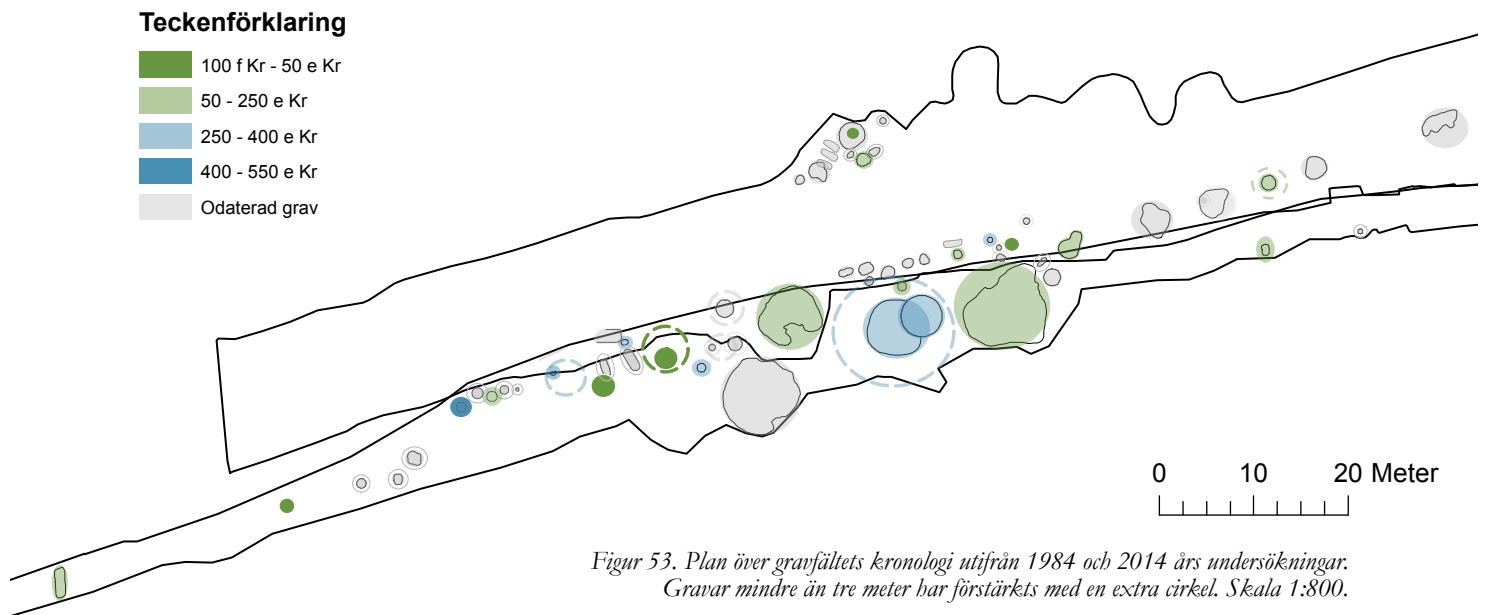 Teckenförklaring
100 f Kr - 50 e Kr
50 - 250 e Kr
250 - 400 e Kr
400 - 550 e Kr
Odaterad grav
0 10 20 Meter
Figur 53. Plan över gravfältets kronologi utifrån 1984 och 2014 års undersökningar.
Gravar mindre än tre meter har förstärkts med en extra cirkel. Skala 1:800.